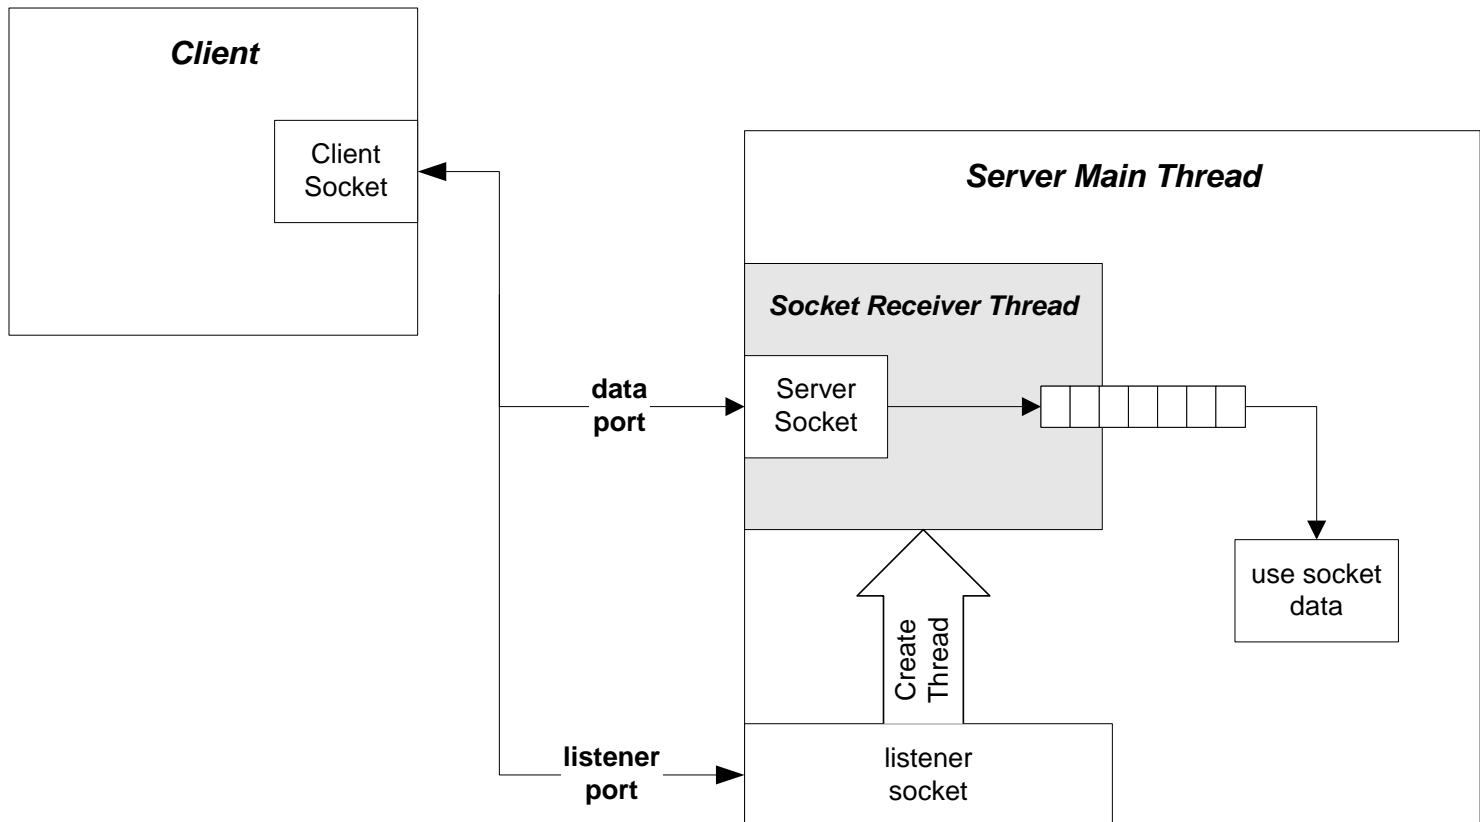 Client
Client
Socket
Server Main Thread
Socket Receiver Thread
data
port
Server
Socket
use socket
data
Create
Thread
listener
port
listener
socket